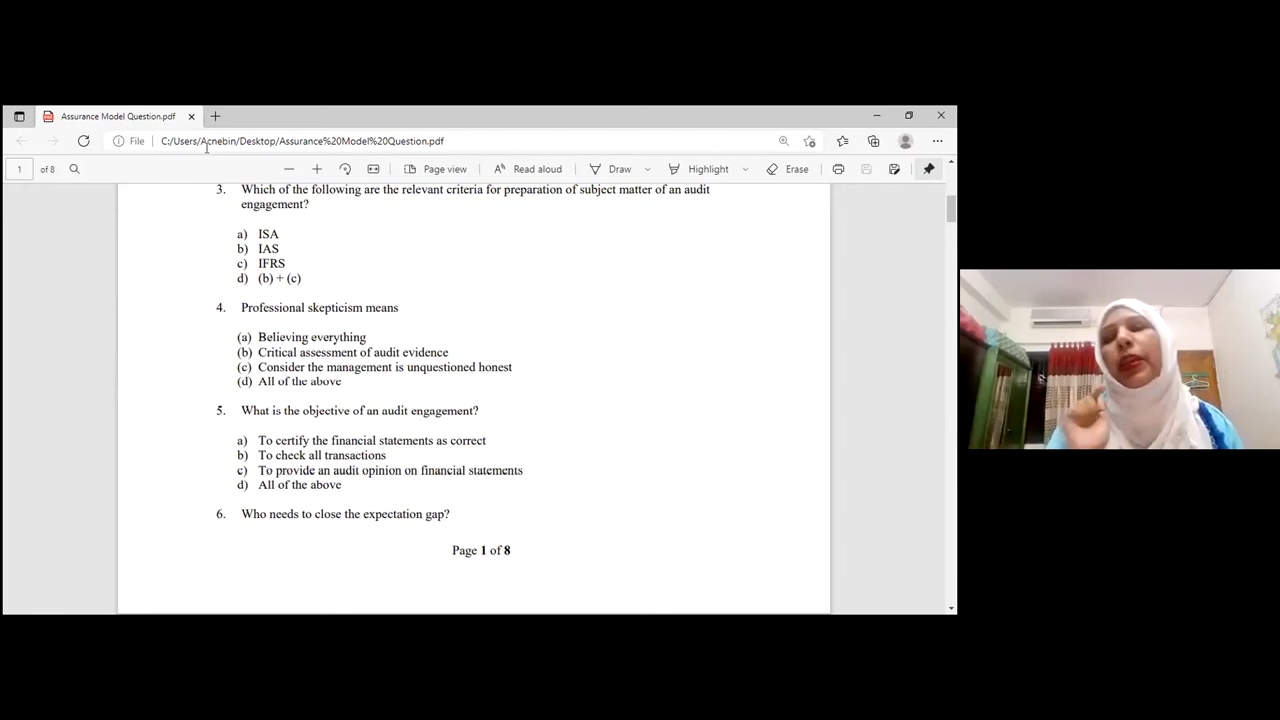 Assurance Model Question.pdf
File C:/Users/Acnebin/Desktop/Assurance%20Model%20Question.pdf
1 of 8 Page view Read aloud Draw Highlight Erase
3. Which of the following are the relevant criteria for preparation of subject matter of an audit
engagement?
a) ISA
b) IAS
c) IFRS
d) (b) + (c)
4. Professional skepticism means
(a) Believing everything
(b) Critical assessment of audit evidence
(c) Consider the management is unquestioned honest
(d) All of the above
5. What is the objective of an audit engagement?
a) To certify the financial statements as correct
b) To check all transactions
c) To provide an audit opinion on financial statements
d) All of the above
6. Who needs to close the expectation gap?
Page 1 of 8